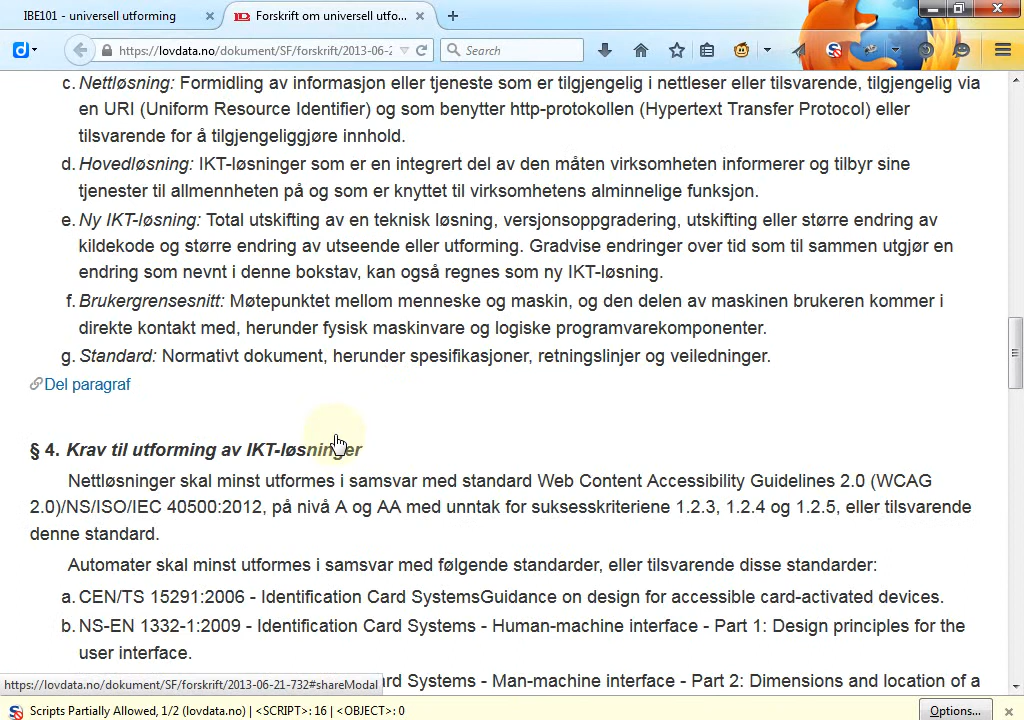 IBE101 - universell utforming
Forskrift om universell utfo...
https://lovdata.no/dokument/SF/forskrift/2013-06-2
Search
c. Nettløsning: Formidling av informasjon eller tjeneste som er tilgjengelig i nettleser eller tilsvarende, tilgjengelig via
en URI (Uniform Resource Identifier) og som benytter http-protokollen (Hypertext Transfer Protocol) eller
tilsvarende for å tilgjengeliggjøre innhold.
d. Hovedløsning: IKT-løsninger som er en integrert del av den måten virksomheten informerer og tilbyr sine
tjenester til allmennheten på og som er knyttet til virksomhetens alminnelige funksjon.
e. Ny IKT-løsning: Total utskifting av en teknisk løsning, versjonsoppgradering, utskifting eller større endring av
kildekode og større endring av utseende eller utforming. Gradvise endringer over tid som til sammen utgjør en
endring som nevnt i denne bokstav, kan også regnes som ny IKT-løsning.
f. Brukergrensesnitt: Møtepunktet mellom menneske og maskin, og den delen av maskinen brukeren kommer i
direkte kontakt med, herunder fysisk maskinvare og logiske programvarekomponenter.
g. Standard: Normativt dokument, herunder spesifikasjoner, retningslinjer og veiledninger.
Del paragraf
§ 4. Krav til utforming av IKT-løsninger
Nettløsninger skal minst utformes i samsvar med standard Web Content Accessibility Guidelines 2.0 (WCAG
2.0)/NS/ISO/IEC 40500:2012, på nivå A og AA med unntak for suksesskriteriene 1.2.3, 1.2.4 og 1.2.5, eller tilsvarende
denne standard.
Automater skal minst utformes i samsvar med følgende standarder, eller tilsvarende disse standarder:
a. CEN/TS 15291:2006 - Identification Card SystemsGuidance on design for accessible card-activated devices.
b. NS-EN 1332-1:2009 - Identification Card Systems - Human-machine interface - Part 1: Design principles for the
user interface.
rd Systems - Man-machine interface - Part 2: Dimensions and location of a
https://lovdata.no/dokument/SF/forskrift/2013-06-21-732#shareModal
Scripts Partially Allowed, 1/2 (lovdata.no) | <SCRIPT>: 16 | <OBJECT>: 0
Options...